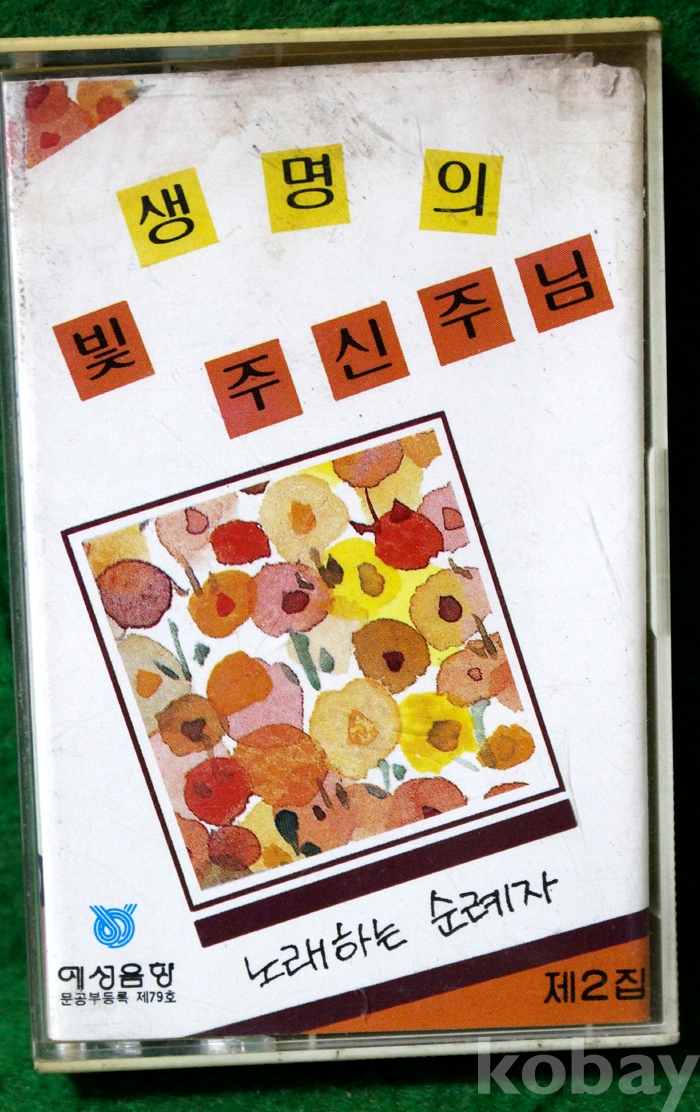 생명의
빛 주신 주님
노래하는 순례자
예성음향
문공부등록 제79호
제2집
kobay